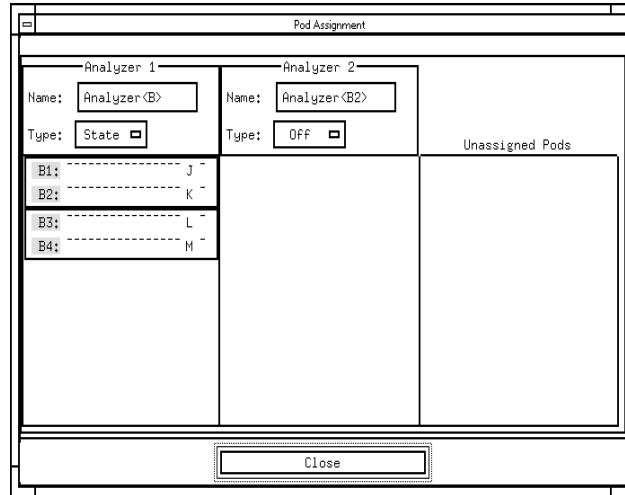 Pod Assignment
Analyzer 1 Analyzer 2
Name: Analyzer<B> Name: Analyzer<B2>
Type: State Type: Off
Unassigned Pods
B1: J
B2: K
B3: L
B4: M
Close